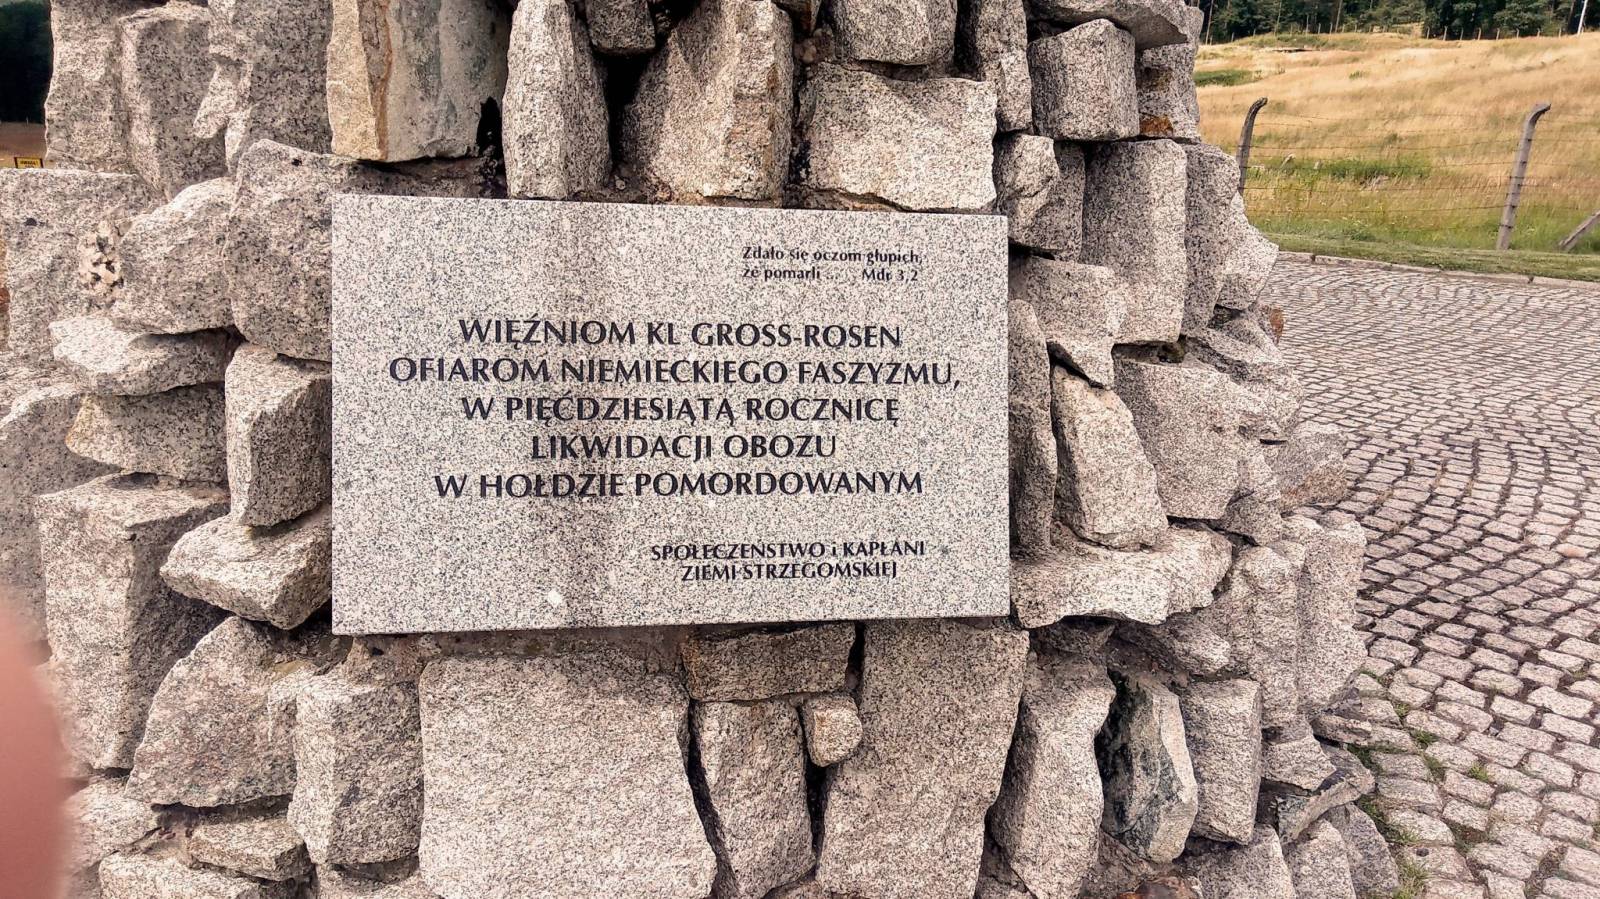 Zdało się oczom głupich,
że pomarli ... Mdr 3,2
WIĘŹNIOM KL GROSS-ROSEN
OFIAROM NIEMIECKIEGO FASZYZMU,
W PIĘĆDZIESIĄTĄ ROCZNICĘ
LIKWIDACJI OBOZU
W HOŁDZIE POMORDOWANYM
SPOŁECZEŃSTWO i KAPŁANI
ZIEMI STRZEGOMSKIEJ